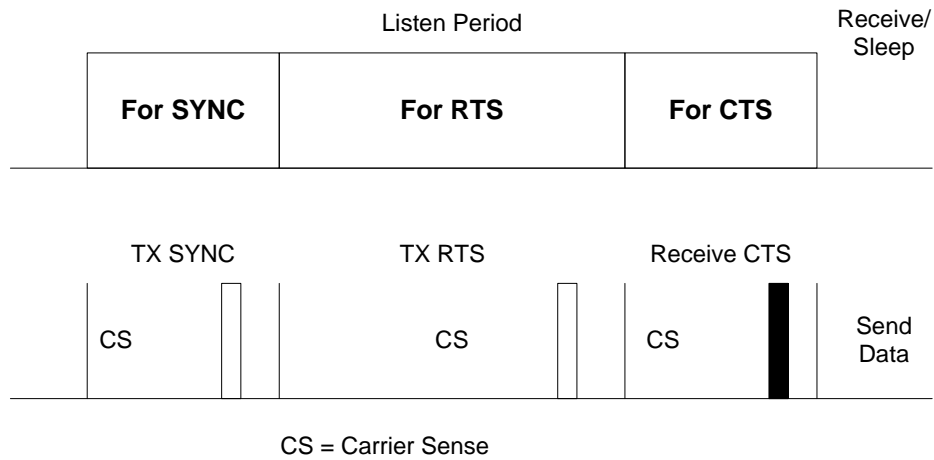 Listen Period
Receive/
Sleep
For SYNC
For RTS
For CTS
TX SYNC
TX RTS
Receive CTS
CS
CS
CS
Send
Data
CS = Carrier Sense